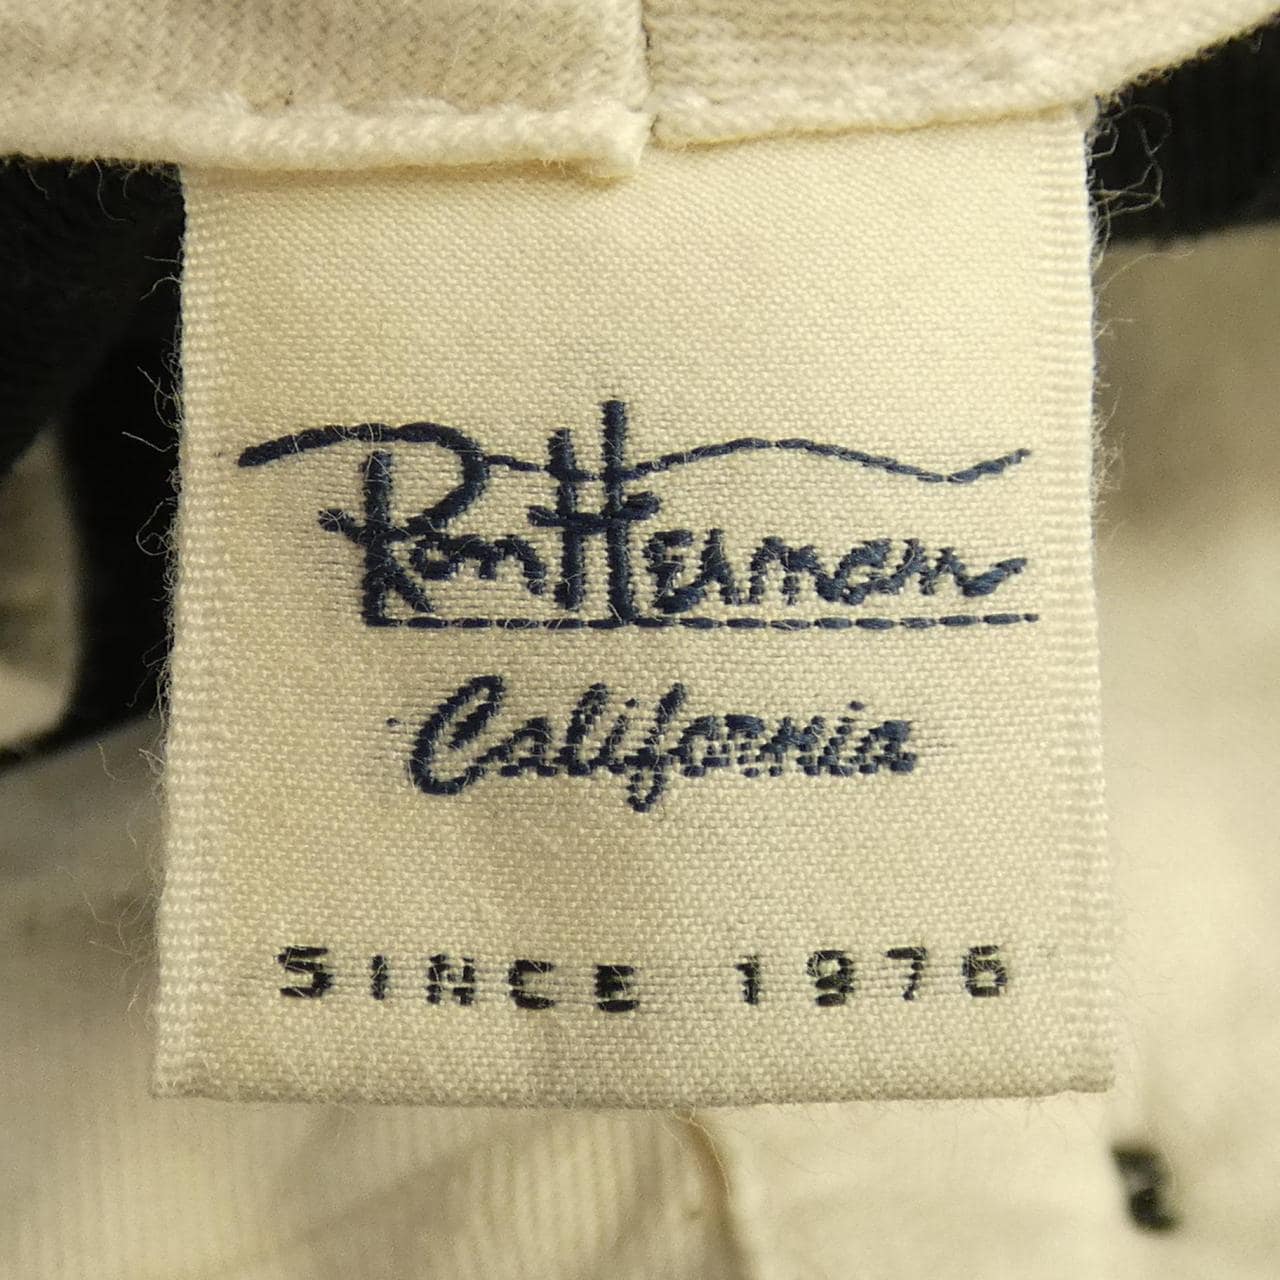 Ron Herman
California
SINCE 1976